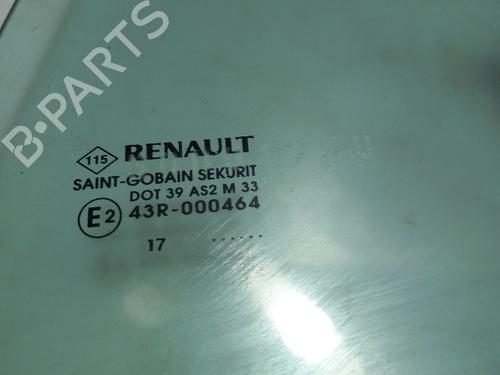 B-PARTS
115 RENAULT
SAINT-GOBAIN SEKURIT
DOT 39 AS2 M 33
E2 43R-000464
17 ......